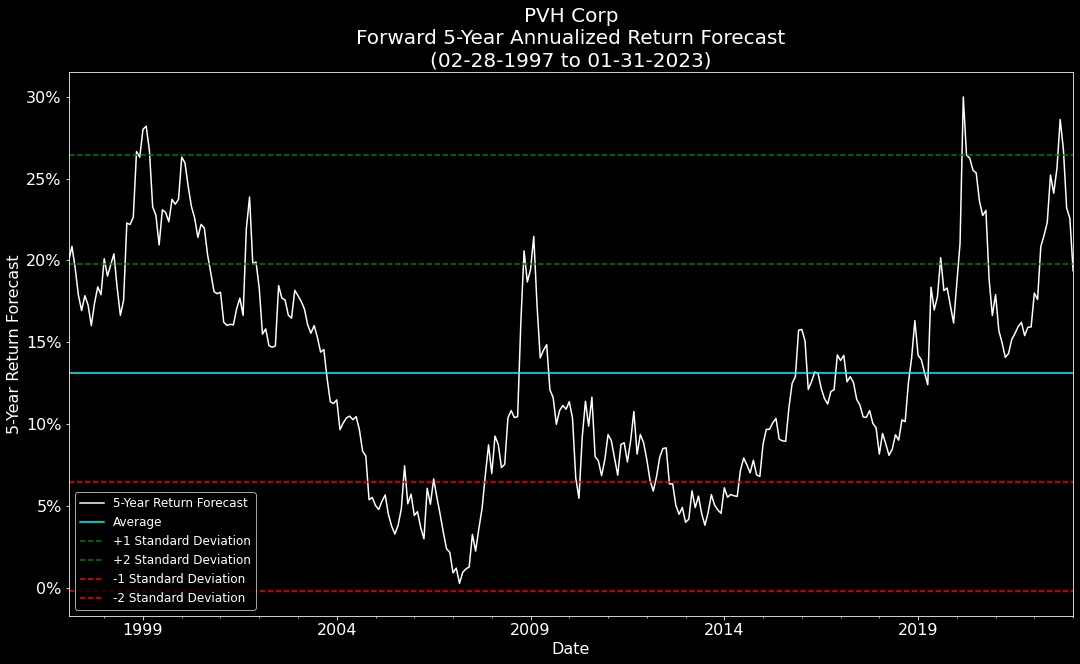 PVH Corp
Forward 5-Year Annualized Return Forecast
(02-28-1997 to 01-31-2023)
30%
25%
20%
15%
10%
5%
0%
5-Year Return Forecast
5-Year Return Forecast
Average
+1 Standard Deviation
+2 Standard Deviation
-1 Standard Deviation
-2 Standard Deviation
1999 2004 2009 2014 2019
Date